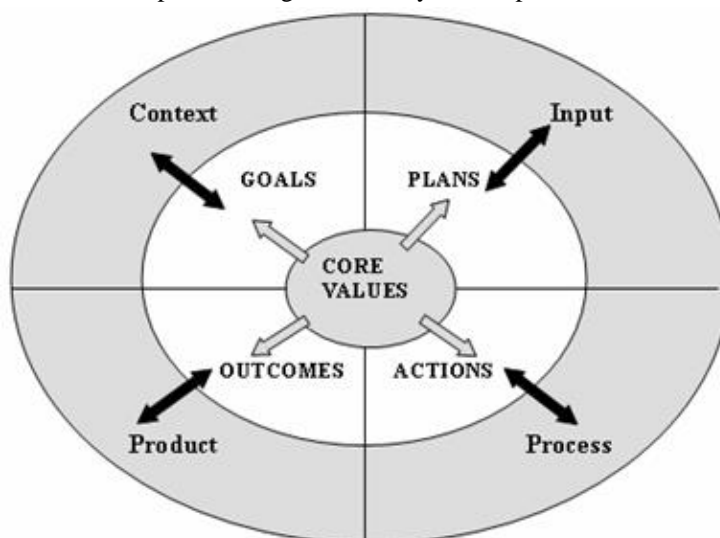 Context
Input
GOALS
PLANS
CORE
VALUES
OUTCOMES
ACTIONS
Product
Process